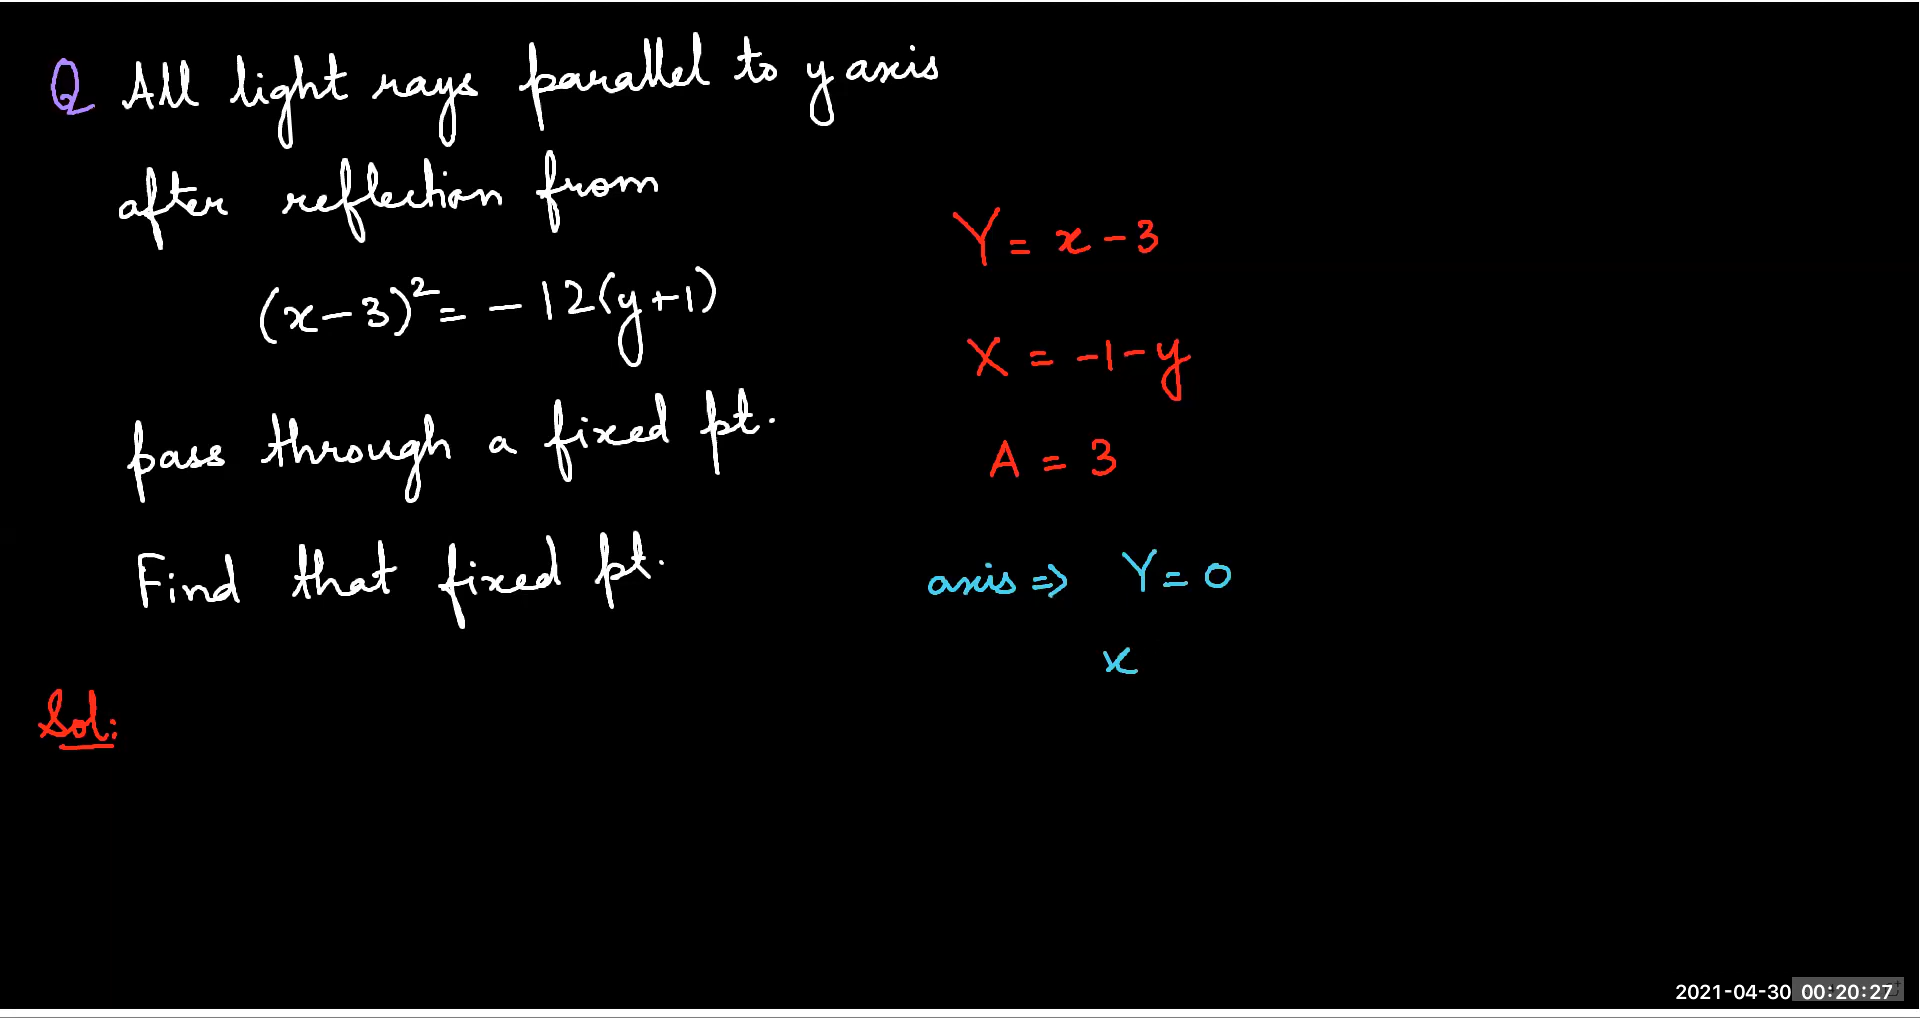 Q All light rays parallel to y axis
after reflection from
(x-3)² = -12(y+1)
pass through a fixed pt.
Find that fixed pt.
Sol:
Y = x-3
X = -1-y
A = 3
axis ⇒ Y = 0
x
2021-04-30 00:20:27